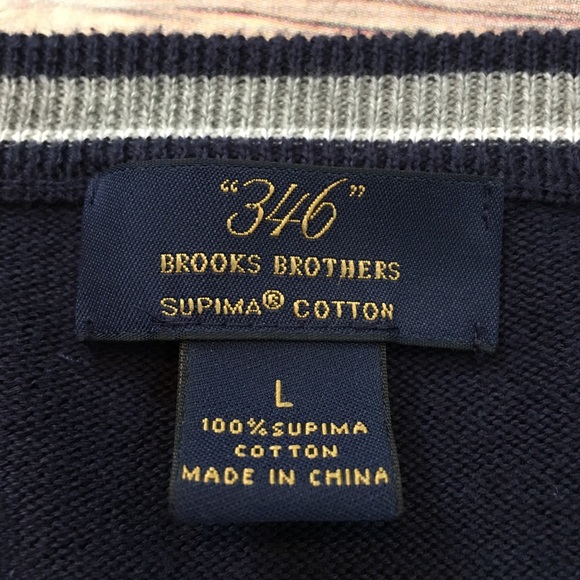 "346"
BROOKS BROTHERS
SUPIMA® COTTON
L
100% SUPIMA
COTTON
MADE IN CHINA